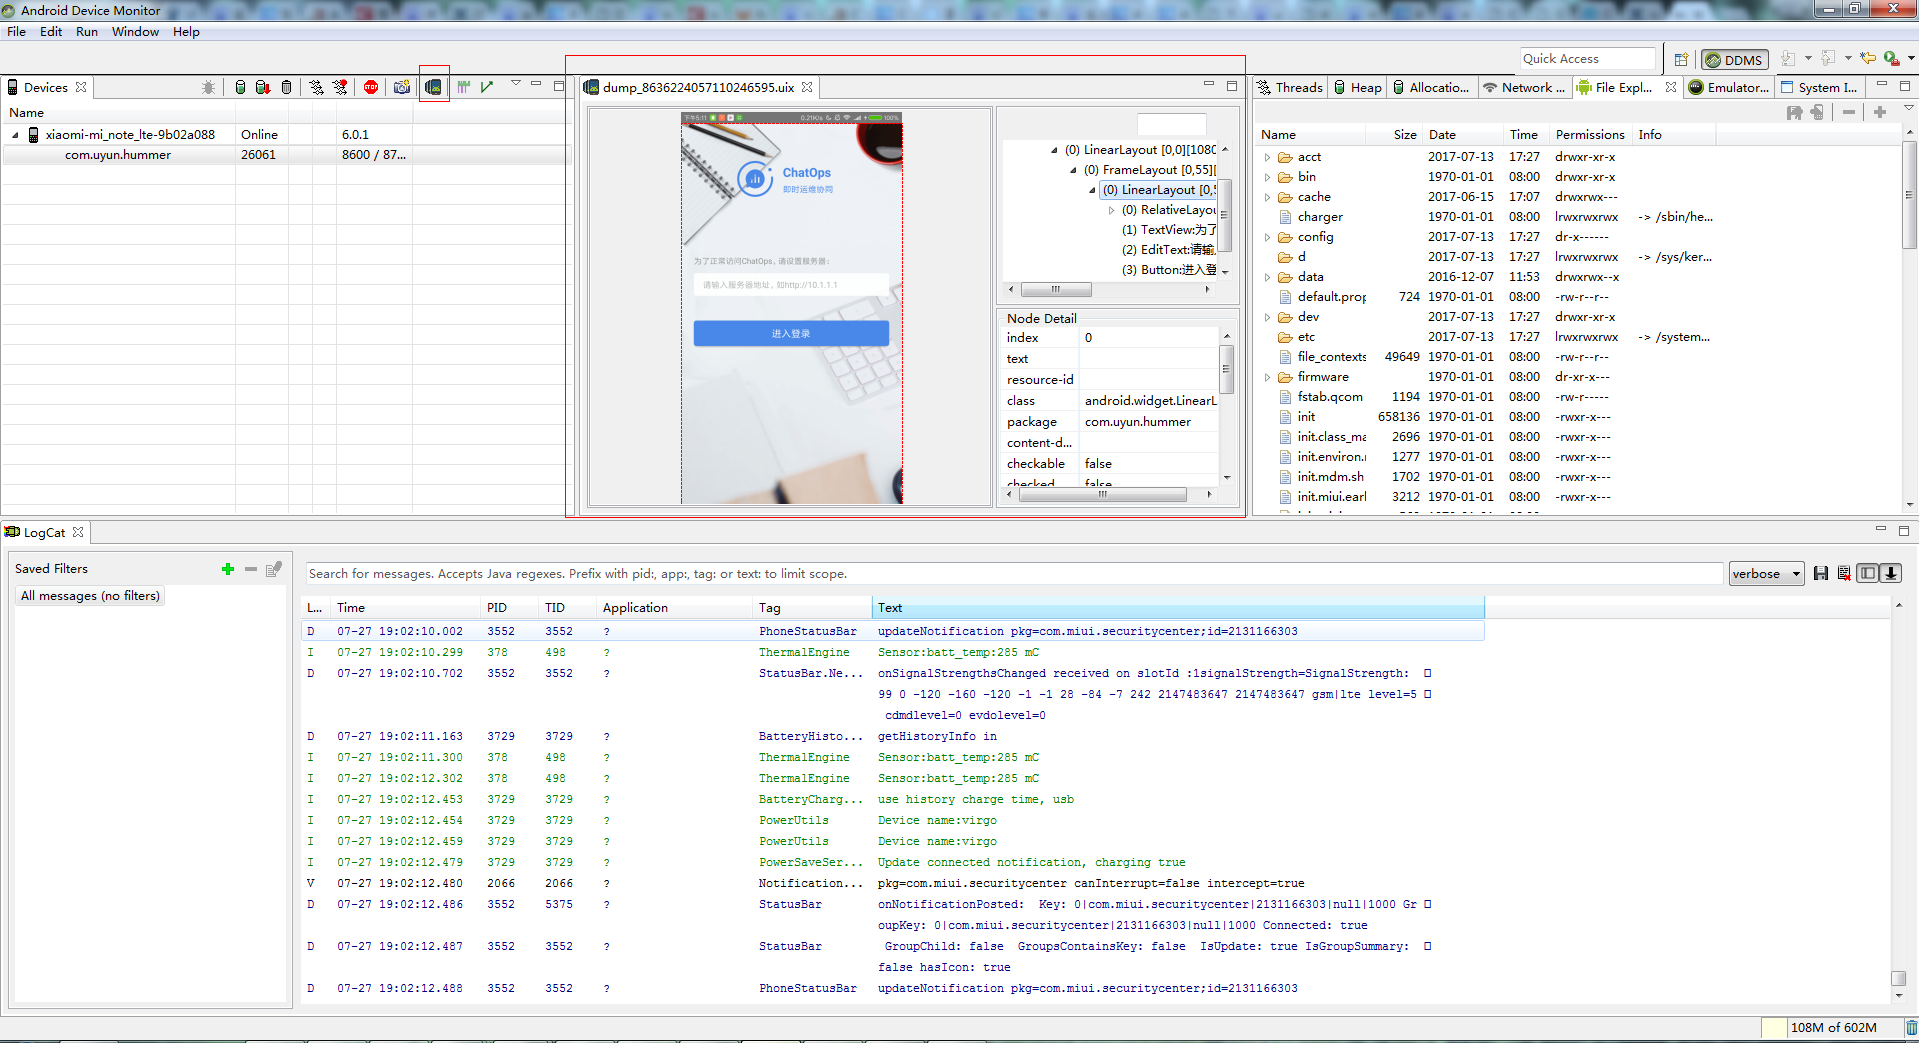 Android Device Monitor
File Edit Run Window Help
Quick Access
DDMS
Devices
Name
xiaomi-mi_note_lte-9b02a088 Online 6.0.1
com.uyun.hummer 26061 8600 / 87...
dump_8636224057110246595.uix
下午5:11 0.21K/s 100%
ChatOps
即时运维协同
为了正常访问ChatOps, 请设置服务器:
请输入服务器地址, 如http://10.1.1.1
进入登录
(0) LinearLayout [0,0][1080
(0) FrameLayout [0,55][
(0) LinearLayout [0,5
(0) RelativeLayou
(1) TextView:为了
(2) EditText:请输
(3) Button:进入登
Node Detail
index 0
text
resource-id
class android.widget.LinearL
package com.uyun.hummer
content-d...
checkable false
checked false
Threads Heap Allocatio... Network ... File Expl... Emulator... System I...
Name Size Date Time Permissions Info
acct 2017-07-13 17:27 drwxr-xr-x
bin 1970-01-01 08:00 drwxr-xr-x
cache 2017-06-15 17:07 drwxrwx---
charger 1970-01-01 08:00 lrwxrwxrwx -> /sbin/he...
config 2017-07-13 17:27 dr-x------
d 2017-07-13 17:27 lrwxrwxrwx -> /sys/ker...
data 2016-12-07 11:53 drwxrwx--x
default.prop 724 1970-01-01 08:00 -rw-r--r--
dev 2017-07-13 17:27 drwxr-xr-x
etc 2017-07-13 17:27 lrwxrwxrwx -> /system...
file_contexts 49649 1970-01-01 08:00 -rw-r--r--
firmware 1970-01-01 08:00 dr-xr-x---
fstab.qcom 1194 1970-01-01 08:00 -rw-r-----
init 658136 1970-01-01 08:00 -rwxr-x---
init.class_ma 2696 1970-01-01 08:00 -rwxr-x---
init.environ.r 1277 1970-01-01 08:00 -rwxr-x---
init.mdm.sh 1702 1970-01-01 08:00 -rwxr-x---
init.miui.earl 3212 1970-01-01 08:00 -rwxr-x---
LogCat
Saved Filters
All messages (no filters)
Search for messages. Accepts Java regexes. Prefix with pid:, app:, tag: or text: to limit scope.
verbose
L... Time PID TID Application Tag Text
D 07-27 19:02:10.002 3552 3552 ? PhoneStatusBar updateNotification pkg=com.miui.securitycenter;id=2131166303
I 07-27 19:02:10.299 378 498 ? ThermalEngine Sensor:batt_temp:285 mC
D 07-27 19:02:10.702 3552 3552 ? StatusBar.Ne... onSignalStrengthsChanged received on slotId :1signalStrength=SignalStrength:
99 0 -120 -160 -120 -1 -1 28 -84 -7 242 2147483647 2147483647 gsm|lte level=5
cdmdlevel=0 evdolevel=0
D 07-27 19:02:11.163 3729 3729 ? BatteryHisto... getHistoryInfo in
I 07-27 19:02:11.300 378 498 ? ThermalEngine Sensor:batt_temp:285 mC
I 07-27 19:02:12.302 378 498 ? ThermalEngine Sensor:batt_temp:285 mC
I 07-27 19:02:12.453 3729 3729 ? BatteryCharg... use history charge time, usb
I 07-27 19:02:12.454 3729 3729 ? PowerUtils Device name:virgo
I 07-27 19:02:12.459 3729 3729 ? PowerUtils Device name:virgo
I 07-27 19:02:12.479 3729 3729 ? PowerSaveSer... Update connected notification, charging true
V 07-27 19:02:12.480 2066 2066 ? Notification... pkg=com.miui.securitycenter canInterrupt=false intercept=true
D 07-27 19:02:12.486 3552 5375 ? StatusBar onNotificationPosted: Key: 0|com.miui.securitycenter|2131166303|null|1000 Gr
oupKey: 0|com.miui.securitycenter|2131166303|null|1000 Connected: true
D 07-27 19:02:12.487 3552 3552 ? StatusBar GroupChild: false GroupsContainsKey: false IsUpdate: true IsGroupSummary:
false hasIcon: true
D 07-27 19:02:12.488 3552 3552 ? PhoneStatusBar updateNotification pkg=com.miui.securitycenter;id=2131166303
108M of 602M